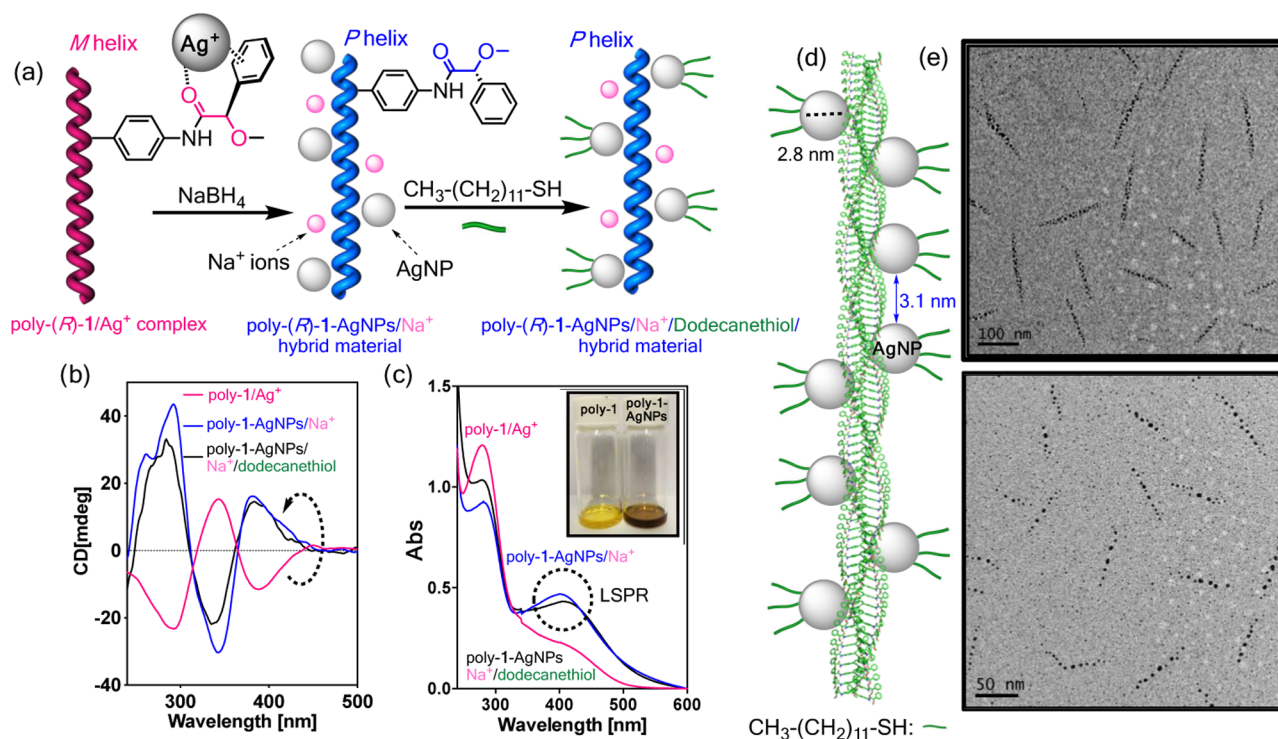 (a)
M helix
Ag⁺
O
NH
O
NaBH₄
Na⁺ ions
P helix
O
O
NH
CH₃-(CH₂)₁₁-SH
AgNP
P helix
poly-(R)-1/Ag⁺ complex
poly-(R)-1-AgNPs/Na⁺
hybrid material
poly-(R)-1-AgNPs/Na⁺/Dodecanethiol/
hybrid material
(b)
poly-1/Ag⁺
poly-1-AgNPs/Na⁺
poly-1-AgNPs/
Na⁺/dodecanethiol
CD[mdeg]
40
20
0
-20
-40
300
400
500
Wavelength [nm]
(c)
poly-1/Ag⁺
poly-1
poly-1-
AgNPs
poly-1-AgNPs/Na⁺
LSPR
poly-1-AgNPs
Na⁺/dodecanethiol
Abs
1.5
1.0
0.5
0.0
300
400
500
600
Wavelength [nm]
(d)
2.8 nm
3.1 nm
AgNP
CH₃-(CH₂)₁₁-SH:
(e)
100 nm
50 nm